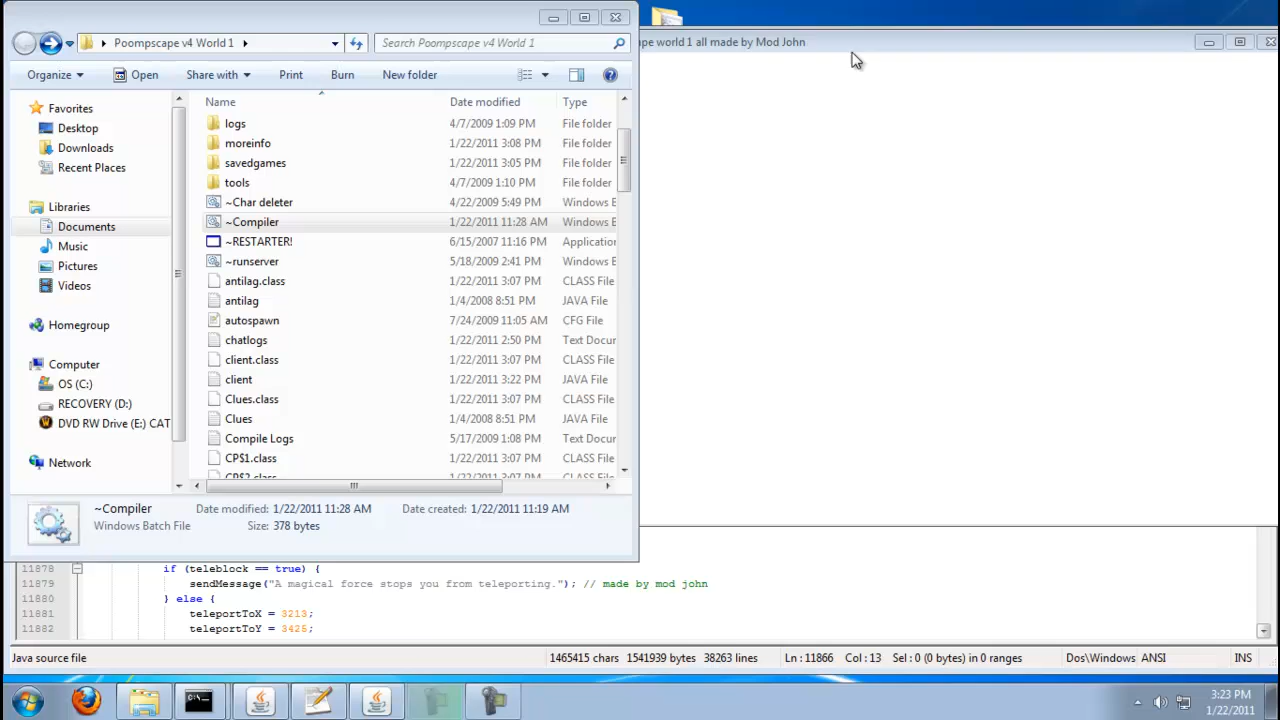 Poompscape v4 World 1
Search Poompscape v4 World 1
pe world 1 all made by Mod John
Organize Open Share with Print Burn New folder
Favorites
Desktop
Downloads
Recent Places
Libraries
Documents
Music
Pictures
Videos
Homegroup
Computer
OS (C:)
RECOVERY (D:)
DVD RW Drive (E:) CAT
Network
Name Date modified Type
logs 4/7/2009 1:09 PM File folder
moreinfo 1/22/2011 3:08 PM File folder
savedgames 1/22/2011 3:05 PM File folder
tools 4/7/2009 1:10 PM File folder
~Char deleter 4/22/2009 5:49 PM Windows E
~Compiler 1/22/2011 11:28 AM Windows E
~RESTARTER! 6/15/2007 11:16 PM Application
~runserver 5/18/2009 2:41 PM Windows E
antilag.class 1/22/2011 3:07 PM CLASS File
antilag 1/4/2008 8:51 PM JAVA File
autospawn 7/24/2009 11:05 AM CFG File
chatlogs 1/22/2011 2:50 PM Text Docum
client.class 1/22/2011 3:07 PM CLASS File
client 1/22/2011 3:22 PM JAVA File
Clues.class 1/22/2011 3:07 PM CLASS File
Clues 1/4/2008 8:51 PM JAVA File
Compile Logs 5/17/2009 1:08 PM Text Docum
CP$1.class 1/22/2011 3:07 PM CLASS File
CP$2.class 1/22/2011 3:07 PM CLASS File
~Compiler Date modified: 1/22/2011 11:28 AM Date created: 1/22/2011 11:19 AM
Windows Batch File Size: 378 bytes
11878 if (teleblock == true) {
11879 sendMessage("A magical force stops you from teleporting."); // made by mod john
11880 } else {
11881 teleportToX = 3213;
11882 teleportToY = 3425;
Java source file 1465415 chars 1541939 bytes 38263 lines Ln : 11866 Col : 13 Sel : 0 (0 bytes) in 0 ranges Dos\Windows ANSI INS
3:23 PM
1/22/2011